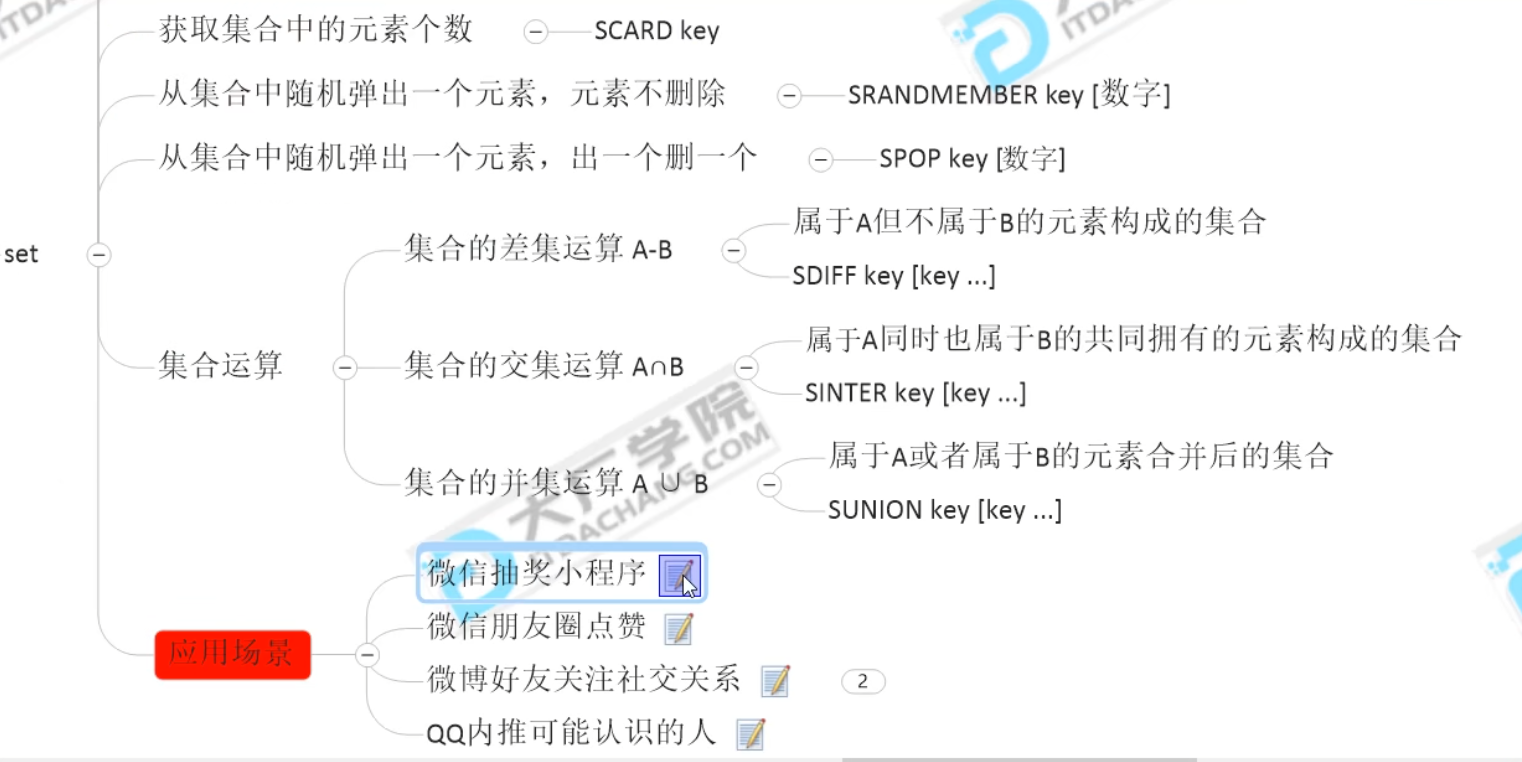 获取集合中的元素个数
SCARD key
从集合中随机弹出一个元素，元素不删除
SRANDMEMBER key [数字]
从集合中随机弹出一个元素，出一个删一个
SPOP key [数字]
set
集合运算
集合的差集运算 A-B
属于A但不属于B的元素构成的集合
SDIFF key [key ...]
集合的交集运算 A∩B
属于A同时也属于B的共同拥有的元素构成的集合
SINTER key [key ...]
集合的并集运算 A ∪ B
属于A或者属于B的元素合并后的集合
SUNION key [key ...]
大厂学院
ITDACHANG.COM
应用场景
微信抽奖小程序
微信朋友圈点赞
微博好友关注社交关系
2
QQ内推可能认识的人